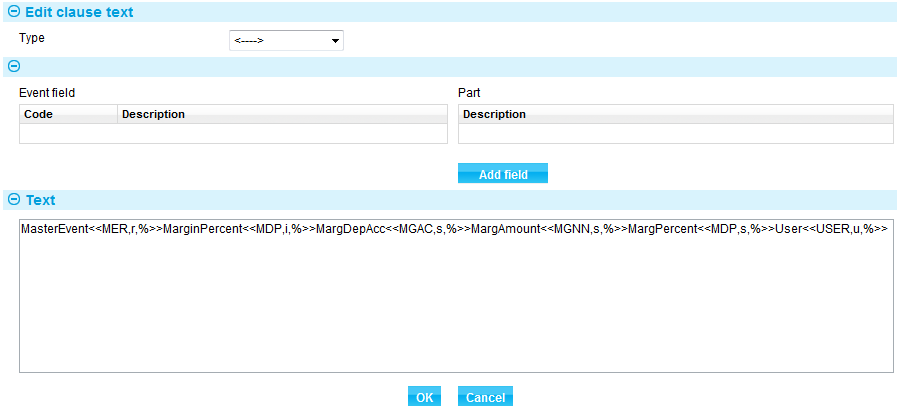 Edit clause text
Type <---->
Event field Part
Code Description Description
Add field
Text
MasterEvent<<MER,r,%>>MarginPercent<<MDP,i,%>>MargDepAcc<<MGAC,s,%>>MargAmount<<MGNN,s,%>>MargPercent<<MDP,s,%>>User<<USER,u,%>>
OK Cancel